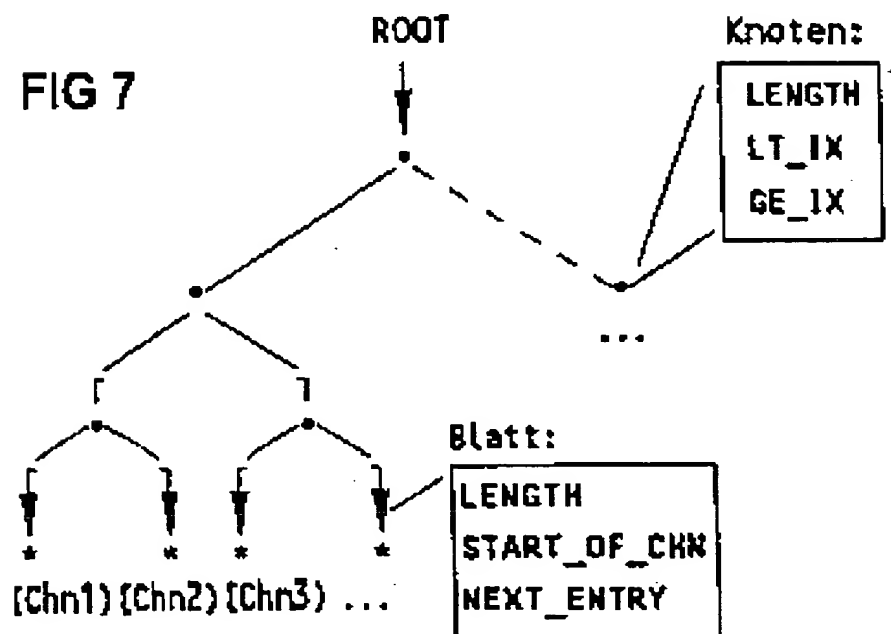 ROOT
Knoten:
FIG 7
LENGTH
LT_IX
GE_IX
...
Blatt:
LENGTH
START_OF_CHN
NEXT_ENTRY
* * * *
[Chn1) [Chn2) [Chn3) ...